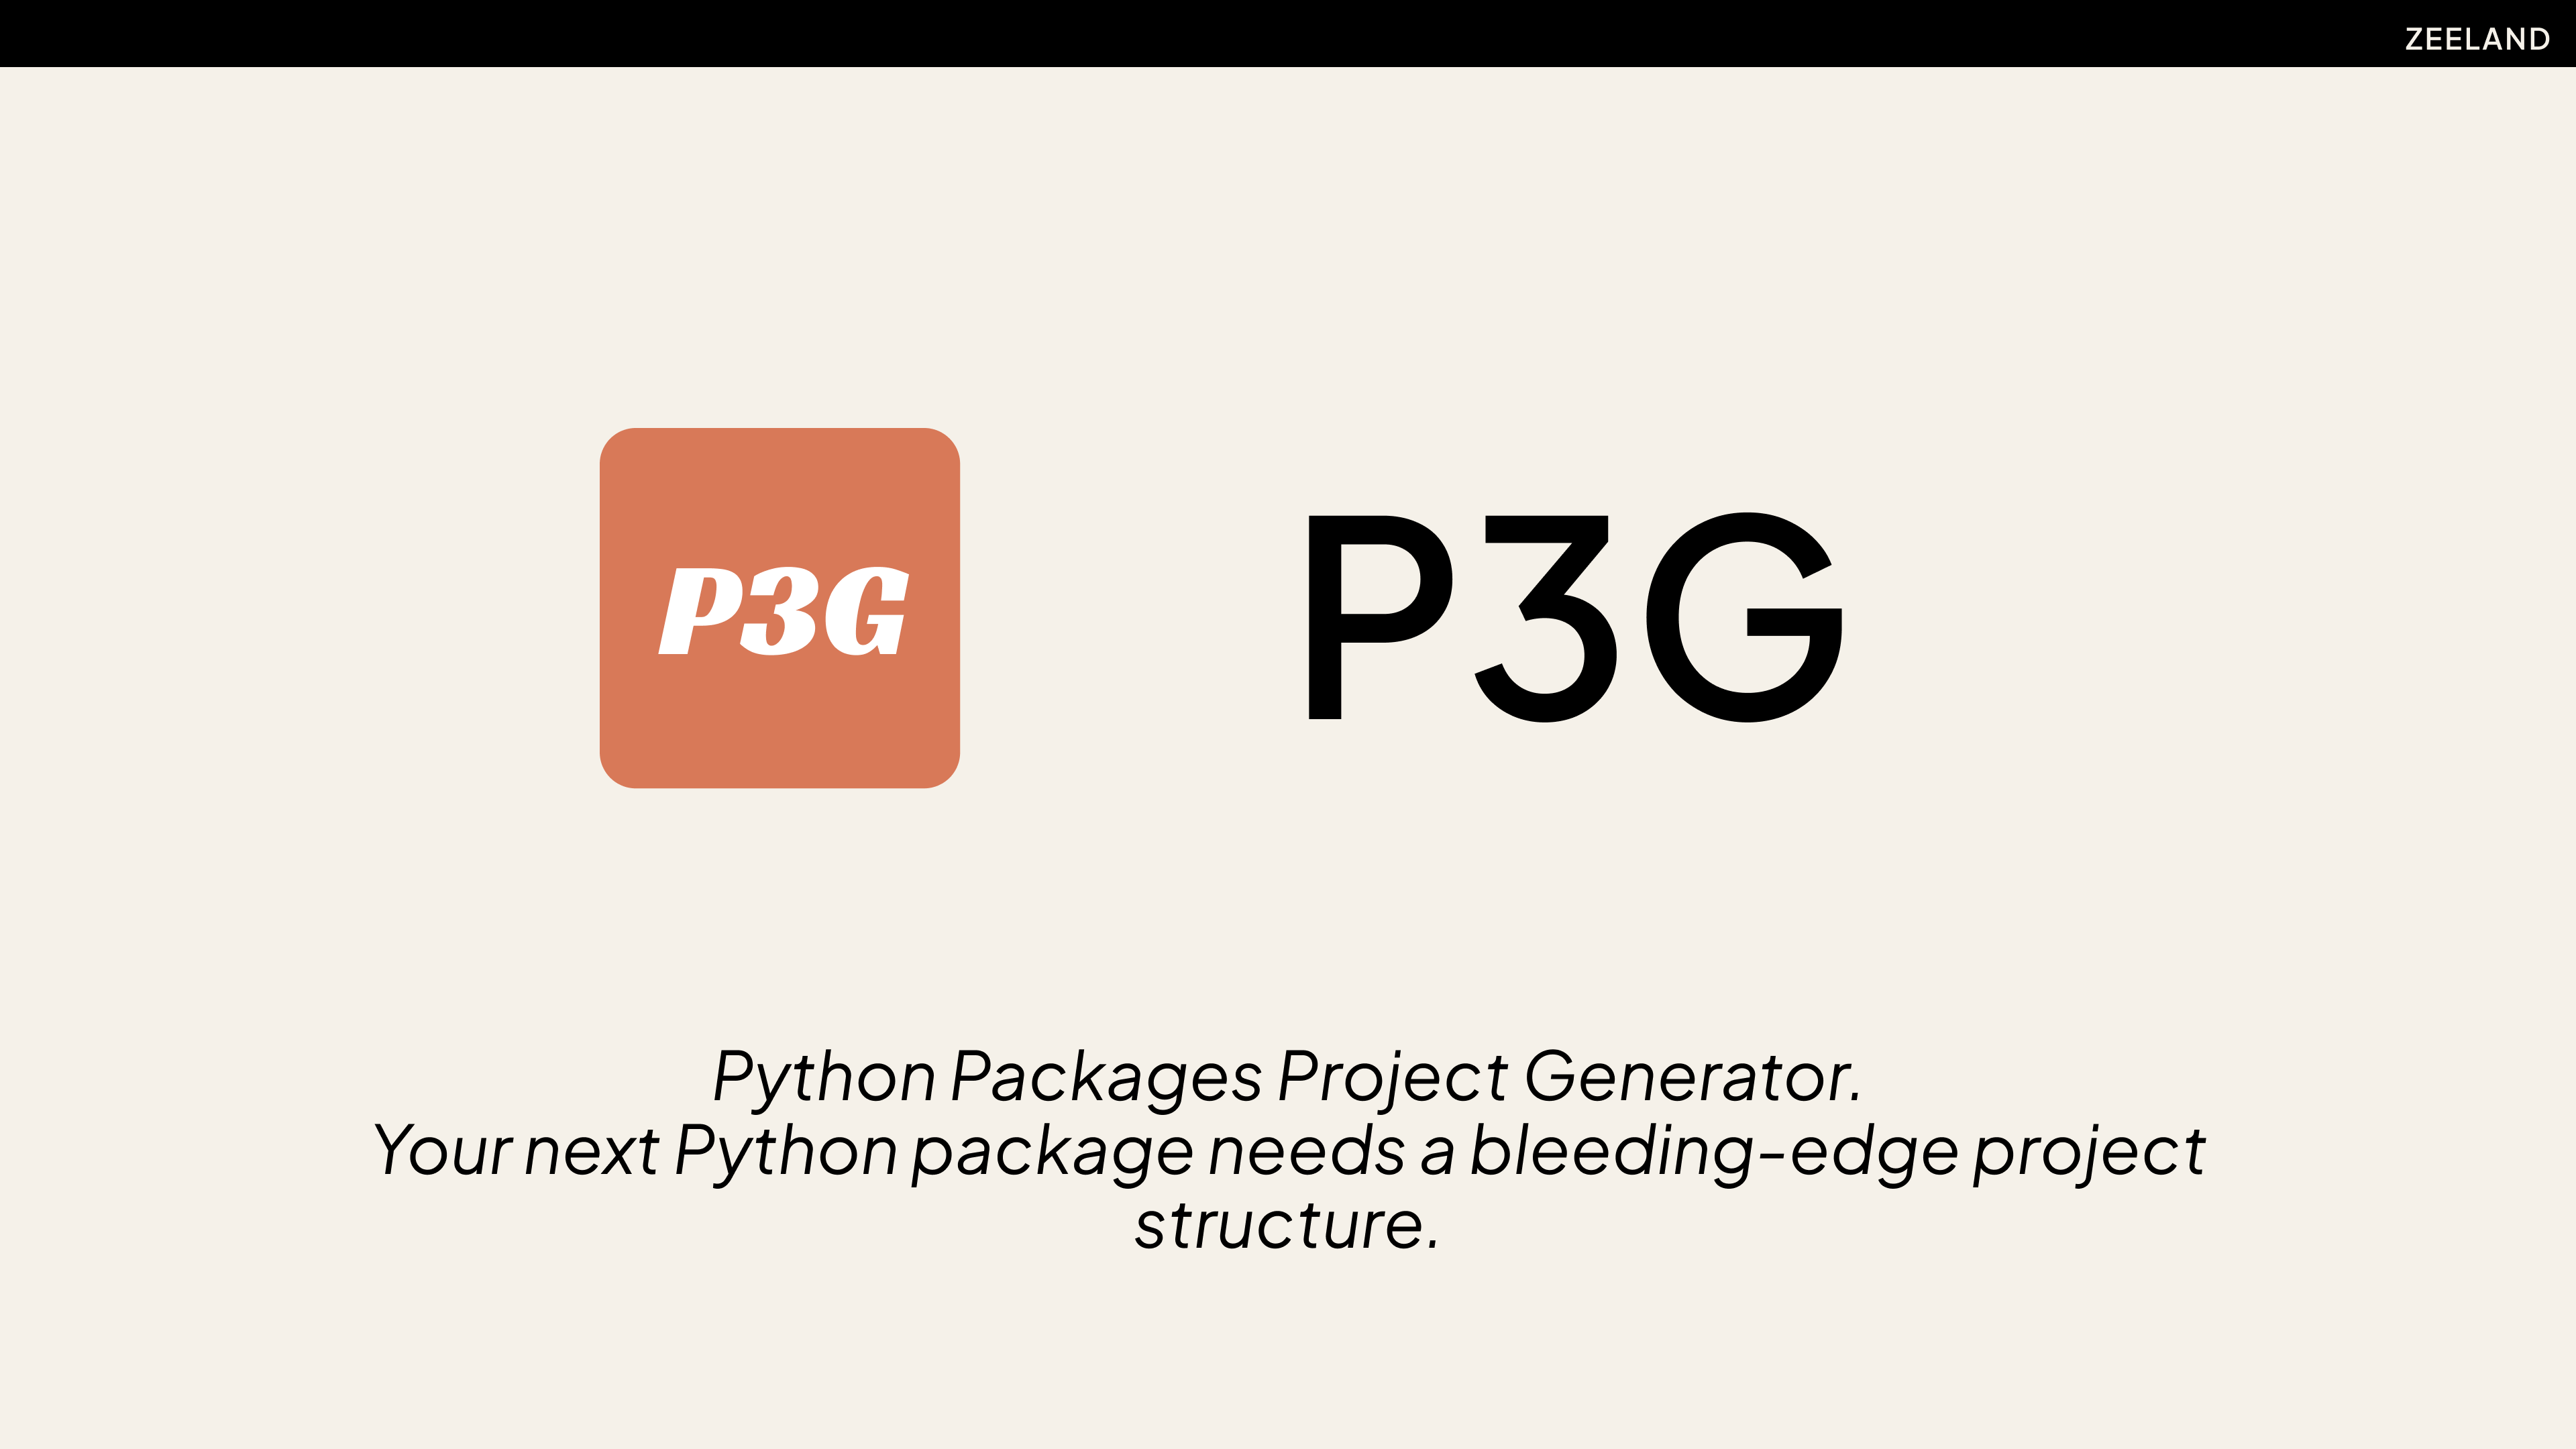 ZEELAND
P3G
P3G
Python Packages Project Generator.
Your next Python package needs a bleeding-edge project
structure.